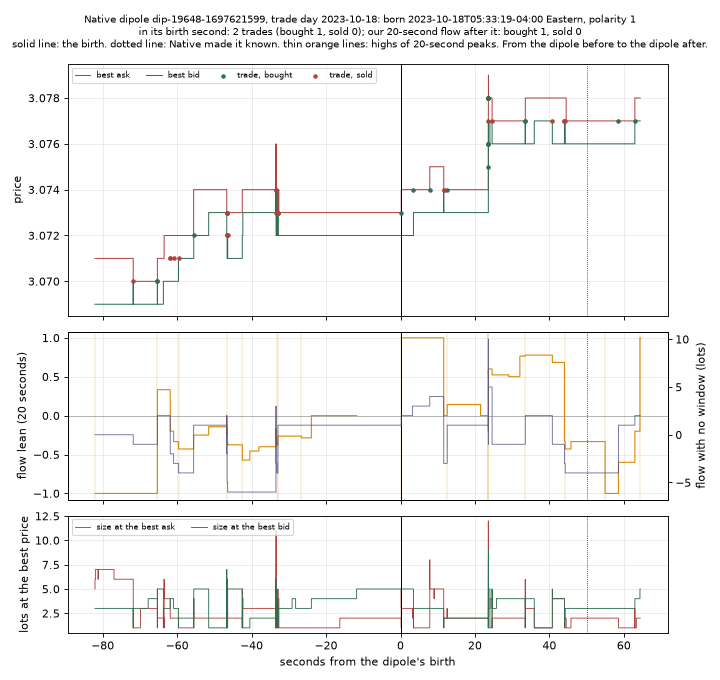 Native dipole dip-19648-1697621599, trade day 2023-10-18: born 2023-10-18T05:33:19-04:00 Eastern, polarity 1
in its birth second: 2 trades (bought 1, sold 0); our 20-second flow after it: bought 1, sold 0
solid line: the birth. dotted line: Native made it known. thin orange lines: highs of 20-second peaks. From the dipole before to the dipole after.
best ask
best bid
trade, bought
trade, sold
price
3.078
3.076
3.074
3.072
3.070
flow lean (20 seconds)
1.0
0.5
0.0
−0.5
−1.0
flow with no window (lots)
10
5
0
−5
size at the best ask
size at the best bid
lots at the best price
12.5
10.0
7.5
5.0
2.5
−80
−60
−40
−20
0
20
40
60
seconds from the dipole's birth